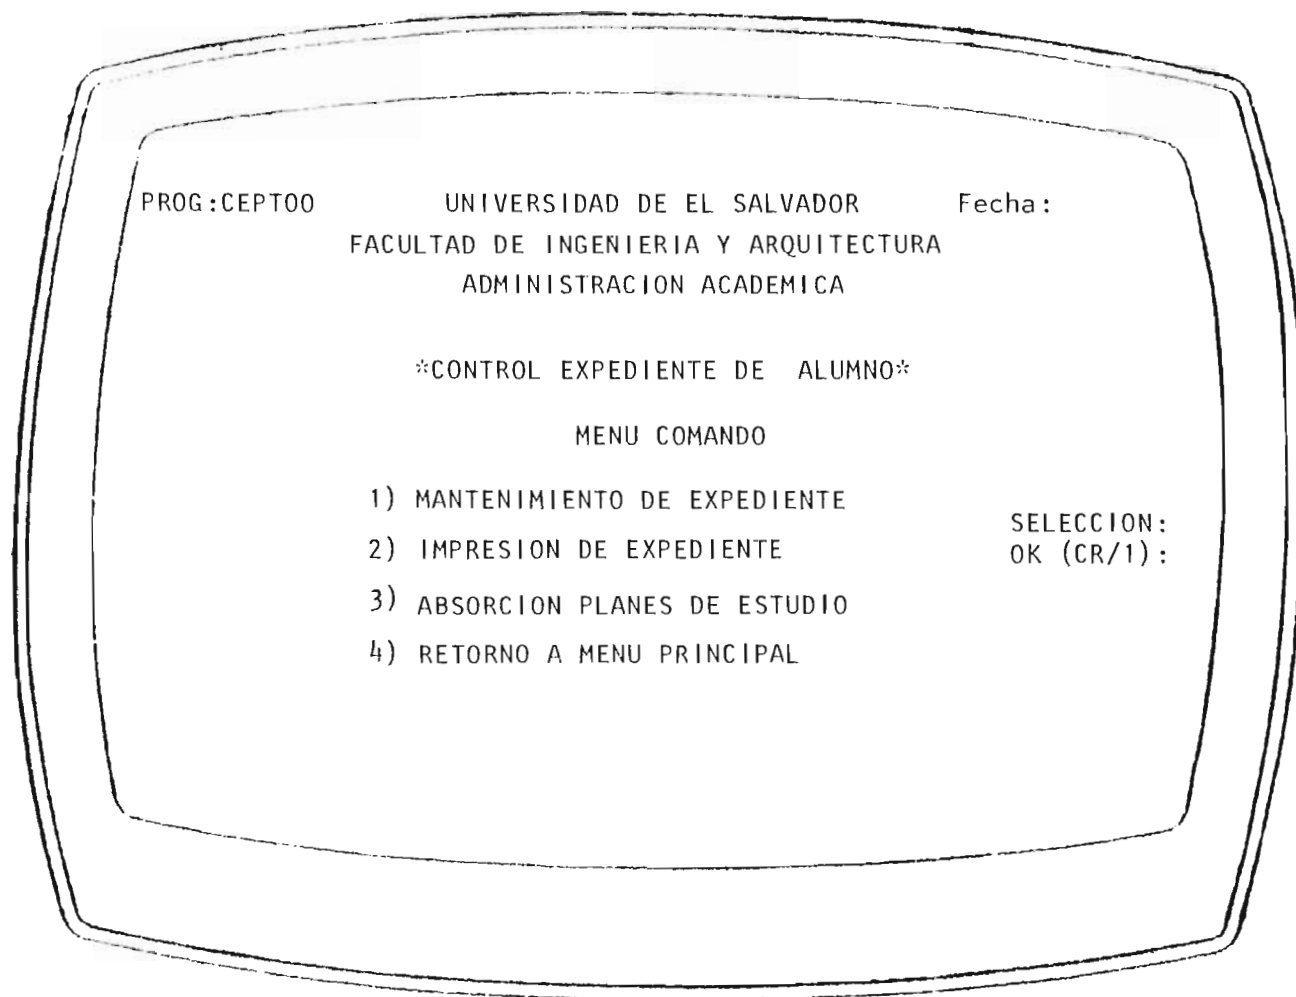 PROG:CEPT00 UNIVERSIDAD DE EL SALVADOR Fecha:
FACULTAD DE INGENIERIA Y ARQUITECTURA
ADMINISTRACION ACADEMICA
*CONTROL EXPEDIENTE DE ALUMNO*
MENU COMANDO
1) MANTENIMIENTO DE EXPEDIENTE
SELECCION:
2) IMPRESION DE EXPEDIENTE
OK (CR/1):
3) ABSORCION PLANES DE ESTUDIO
4) RETORNO A MENU PRINCIPAL